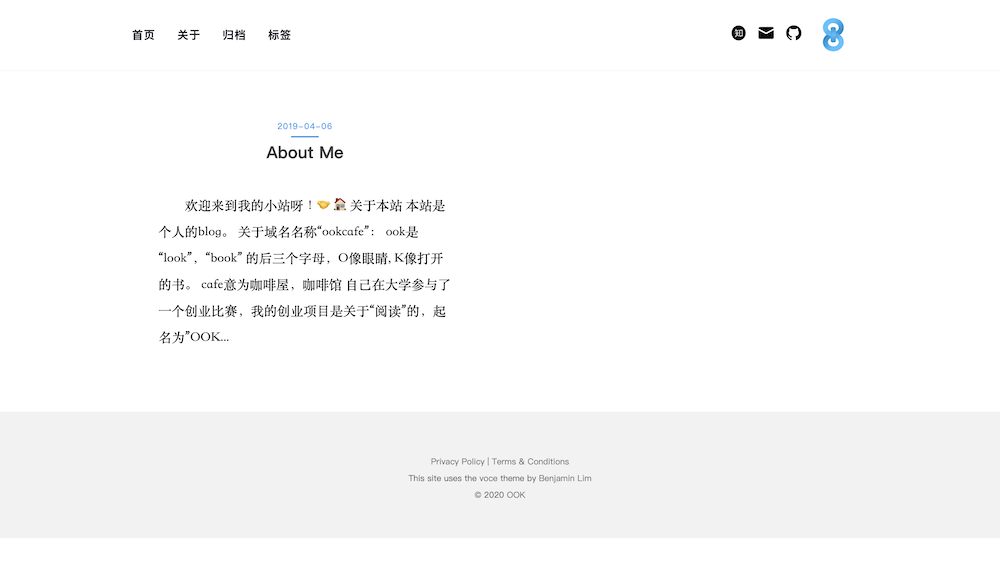 首页 关于 归档 标签
知
2019-04-06
About Me
欢迎来到我的小站呀！🤝🏠 关于本站 本站是
个人的blog。 关于域名名称“ookcafe”： ook是
“look”，“book” 的后三个字母，O像眼睛, K像打开
的书。 cafe意为咖啡屋，咖啡馆 自己在大学参与了
一个创业比赛，我的创业项目是关于“阅读”的，起
名为”OOK...
Privacy Policy | Terms & Conditions
This site uses the voce theme by Benjamin Lim
© 2020 OOK